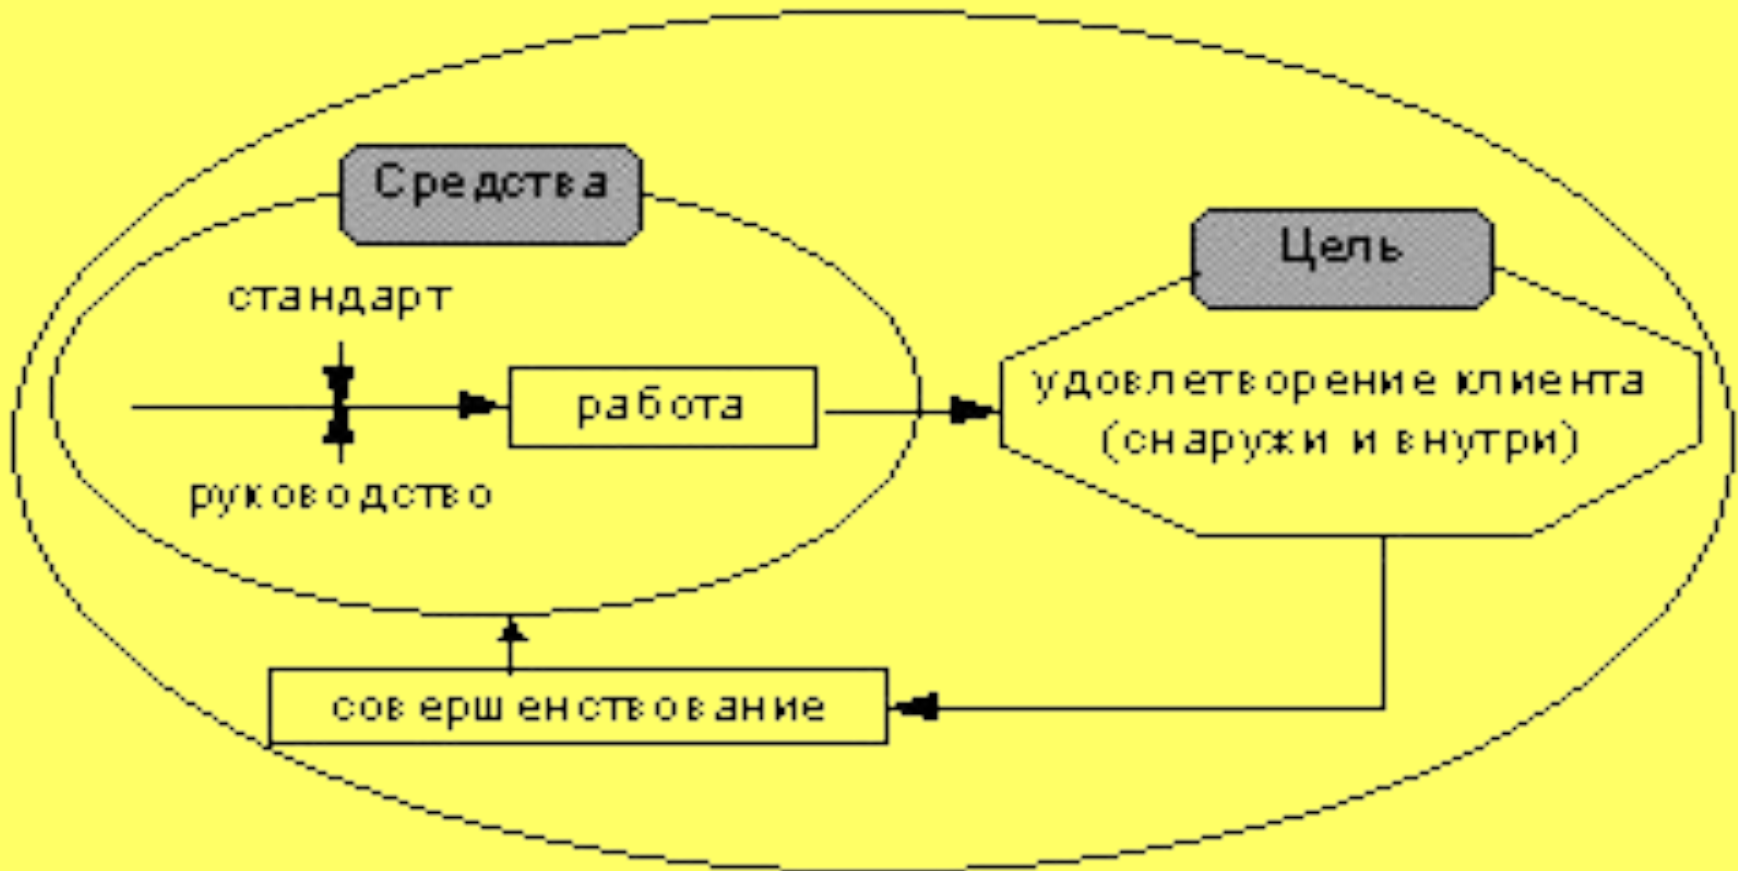 Средства
Цель
стандарт
работа
руководство
удовлетворение клиента
(снаружи и внутри)
совершенствование